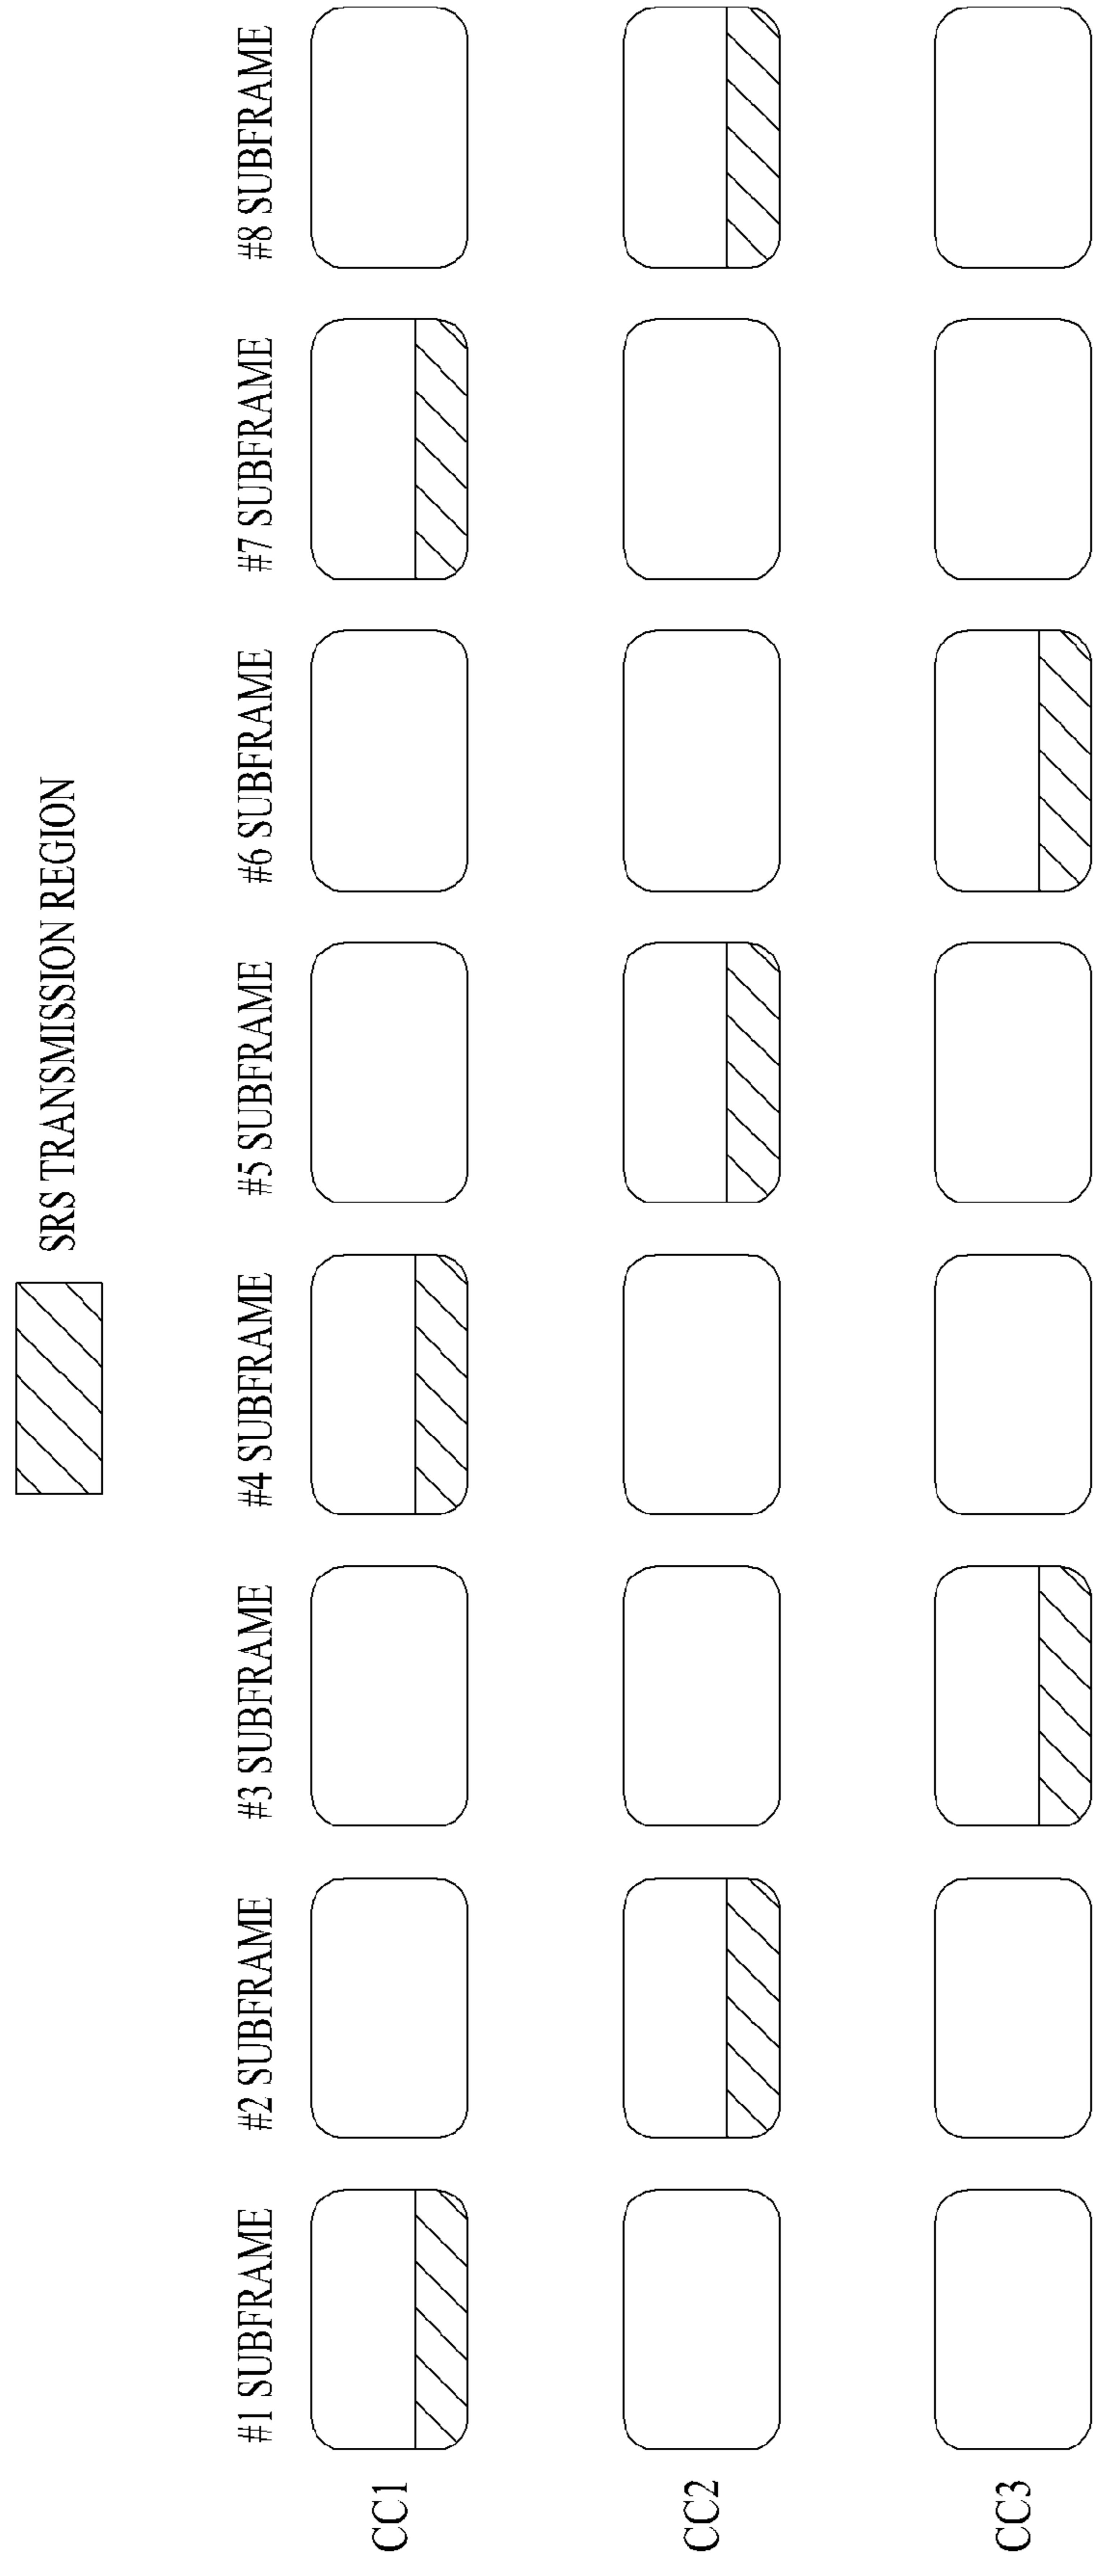 SRS TRANSMISSION REGION
#1 SUBFRAME
#2 SUBFRAME
#3 SUBFRAME
#4 SUBFRAME
#5 SUBFRAME
#6 SUBFRAME
#7 SUBFRAME
#8 SUBFRAME
CC1
CC2
CC3